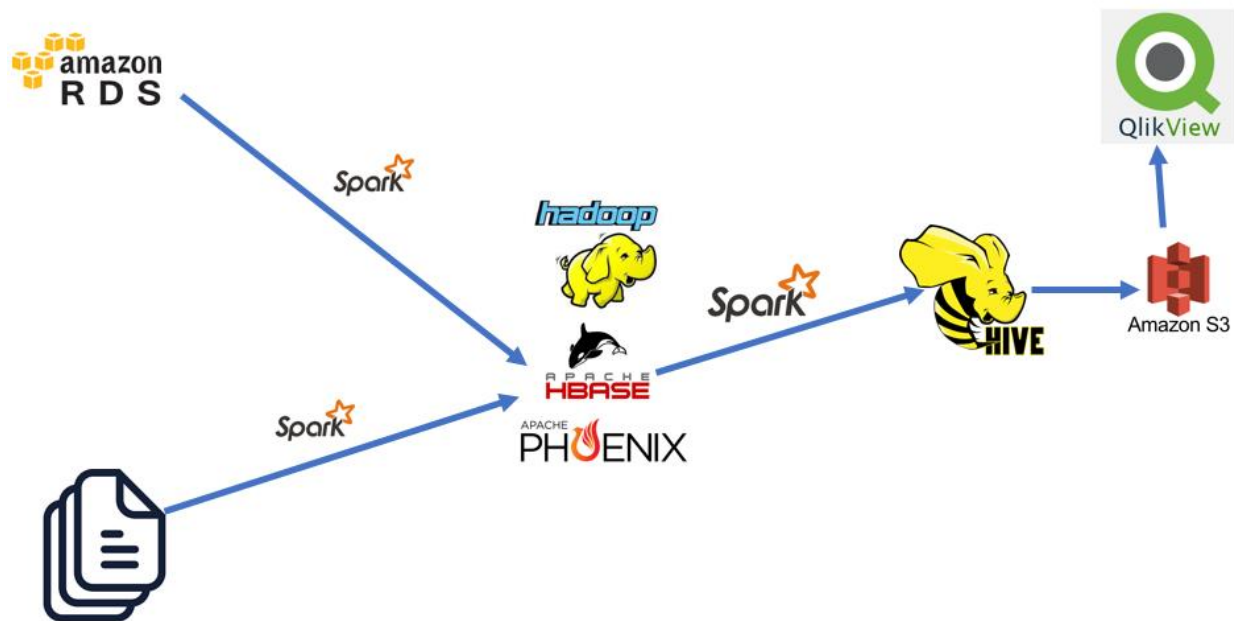 amazon
RDS
QlikView
Spark
hadoop
Spark
HIVE
Amazon S3
APACHE
HBASE
Spark
APACHE
PHOENIX